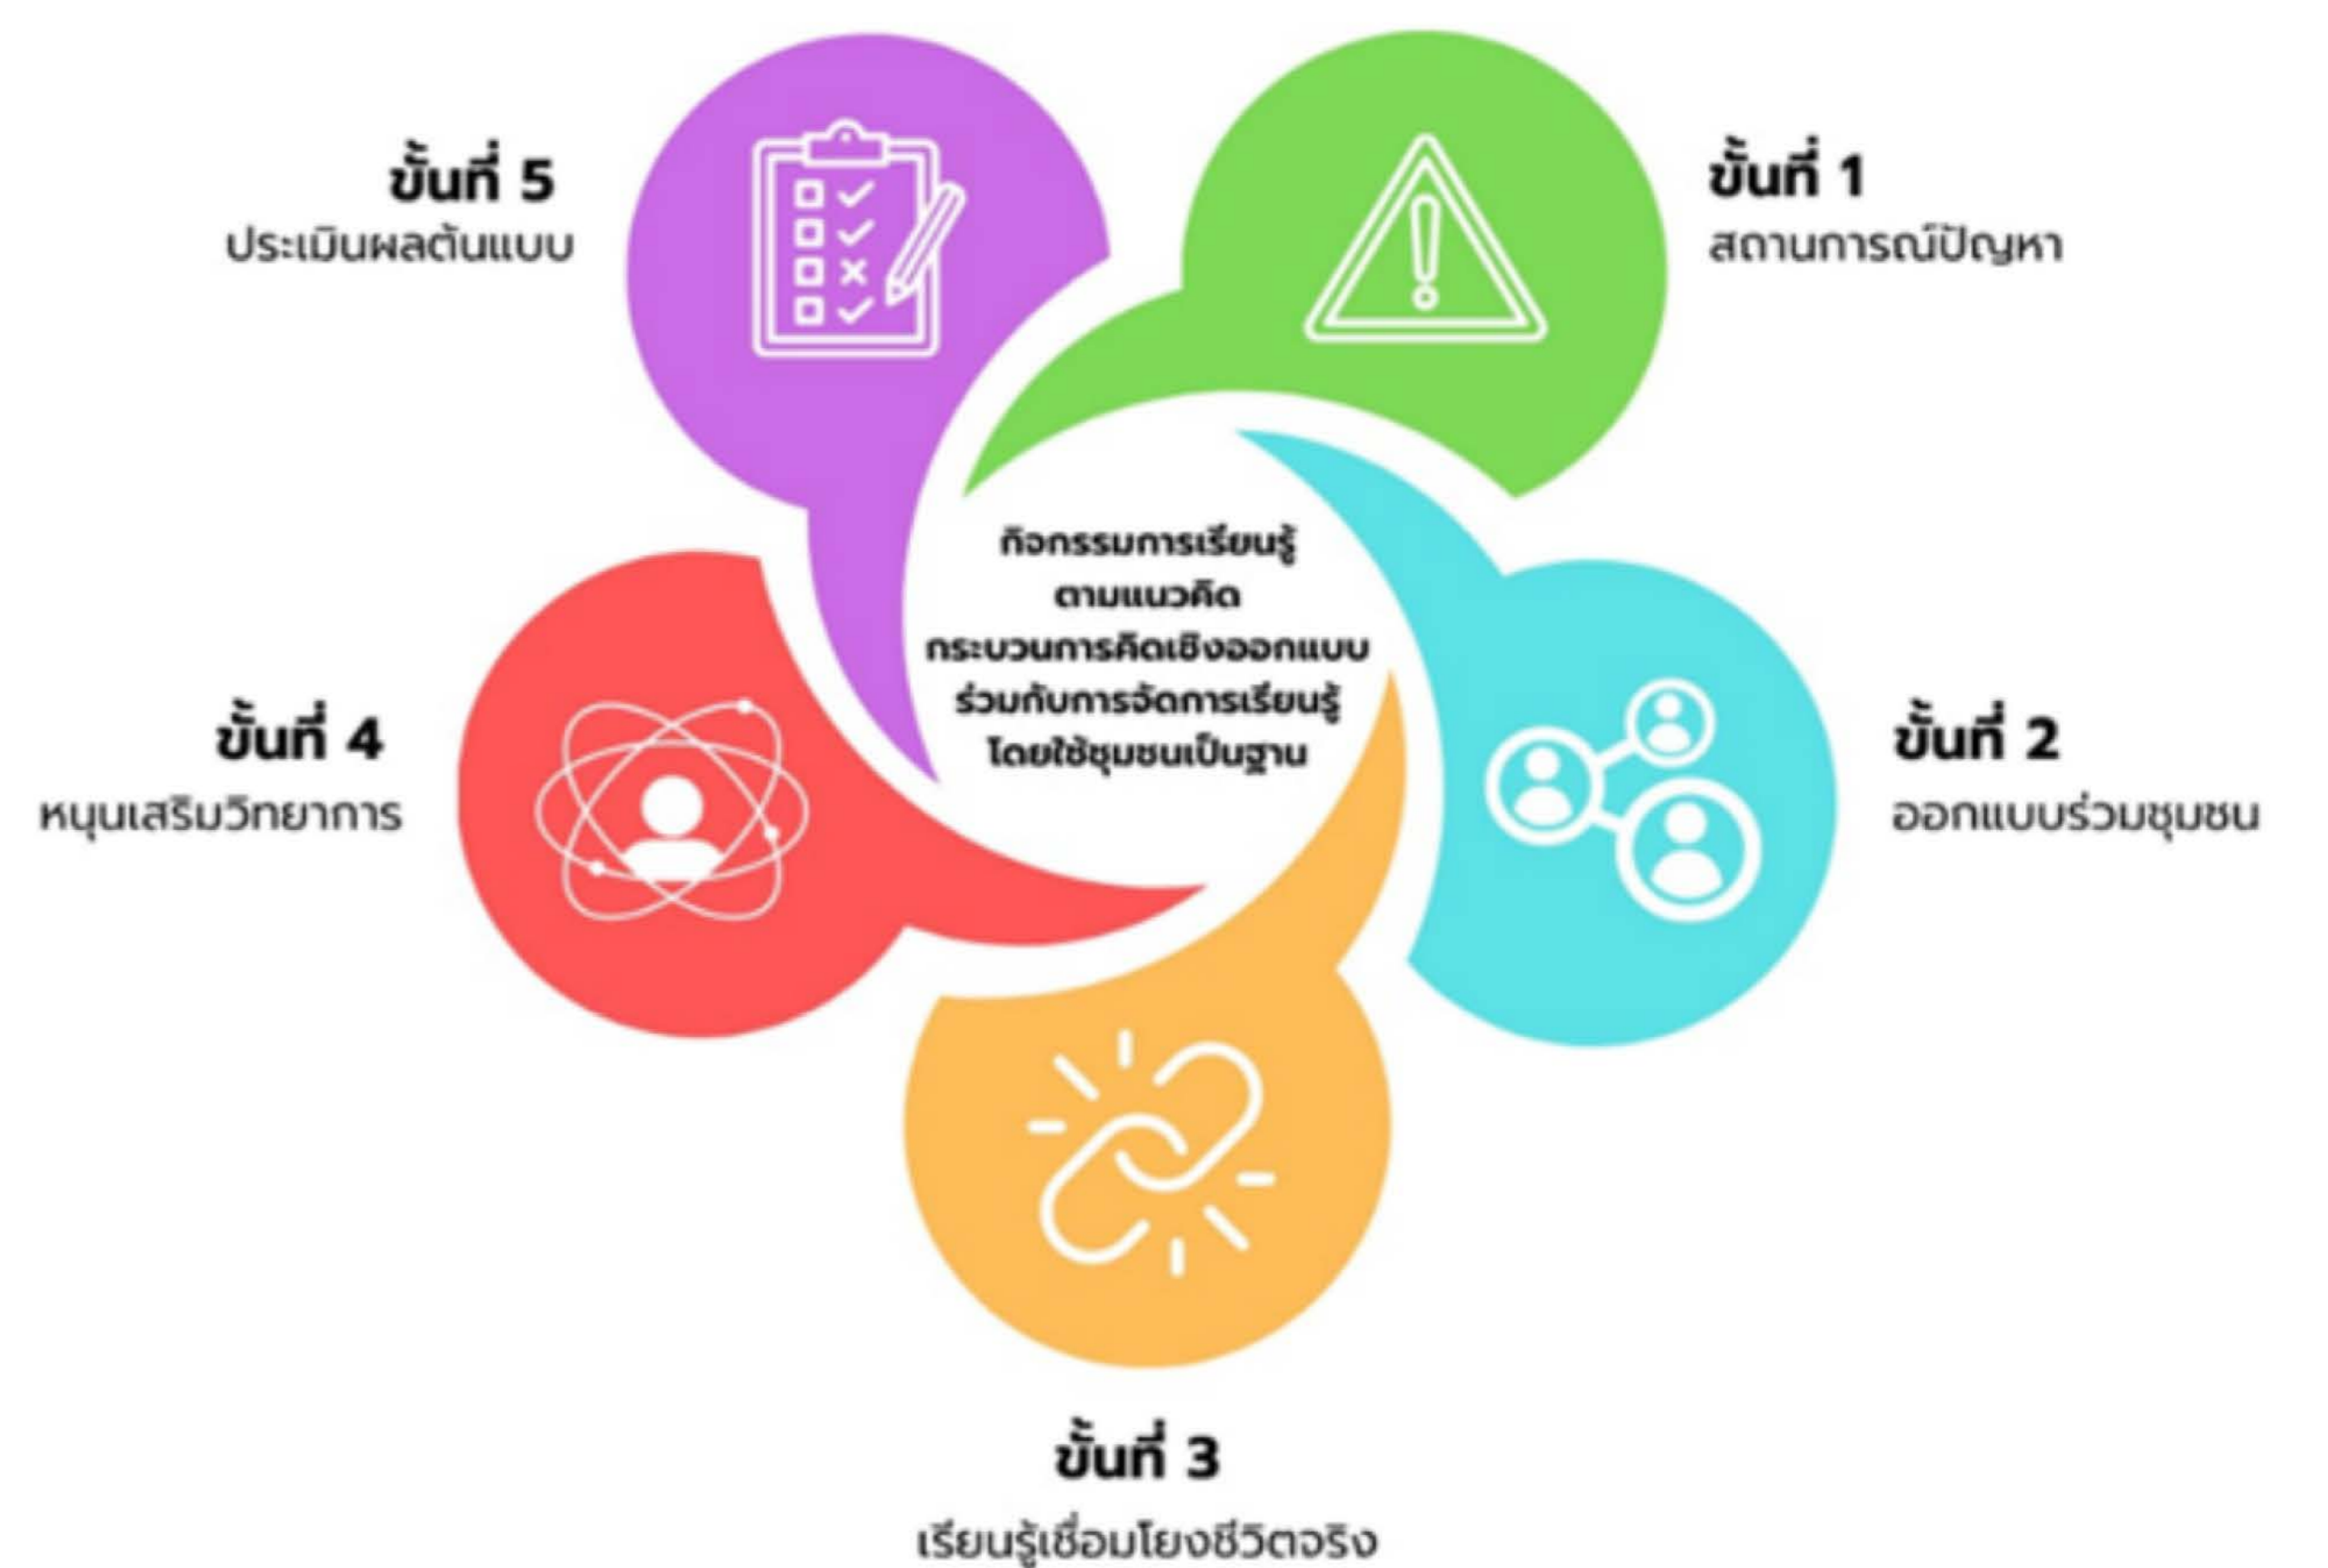 ขั้นที่ 1
สถานการณ์ปัญหา
ขั้นที่ 2
ออกแบบร่วมชุมชน
ขั้นที่ 3
เรียนรู้เชื่อมโยงชีวิตจริง
ขั้นที่ 4
หนุนเสริมวิทยาการ
ขั้นที่ 5
ประเมินผลต้นแบบ
กิจกรรมการเรียนรู้
ตามแนวคิด
กระบวนการคิดเชิงออกแบบ
ร่วมกับการจัดการเรียนรู้
โดยใช้ชุมชนเป็นฐาน